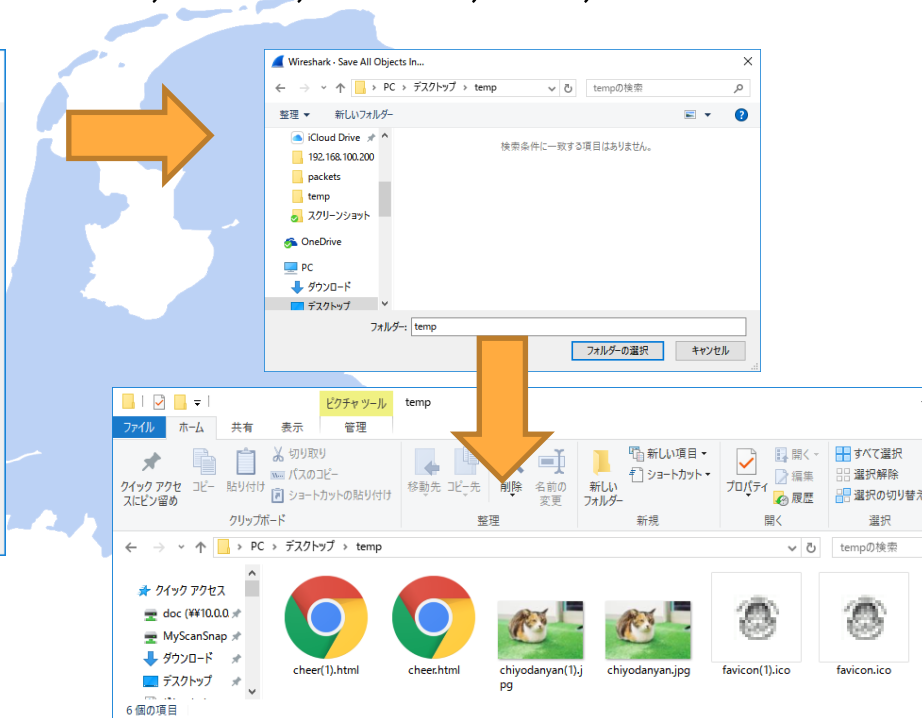 Wireshark · Save All Objects In...
PC › デスクトップ › temp
tempの検索
整理
新しいフォルダー
iCloud Drive
192.168.100.200
packets
temp
スクリーンショット
OneDrive
PC
ダウンロード
デスクトップ
検索条件に一致する項目はありません。
フォルダー: temp
フォルダーの選択
キャンセル
ピクチャ ツール
temp
ファイル
ホーム
共有
表示
管理
クイック アクセスにピン留め
コピー
貼り付け
切り取り
パスのコピー
ショートカットの貼り付け
クリップボード
移動先
コピー先
削除
名前の変更
整理
新しいフォルダー
新しい項目
ショートカット
新規
プロパティ
開く
編集
履歴
開く
すべて選択
選択解除
選択の切り替え
選択
PC › デスクトップ › temp
tempの検索
クイック アクセス
doc (¥¥10.0.0
MyScanSnap
ダウンロード
デスクトップ
cheer(1).html
cheer.html
chiyodanyan(1).jpg
chiyodanyan.jpg
favicon(1).ico
favicon.ico
6 個の項目